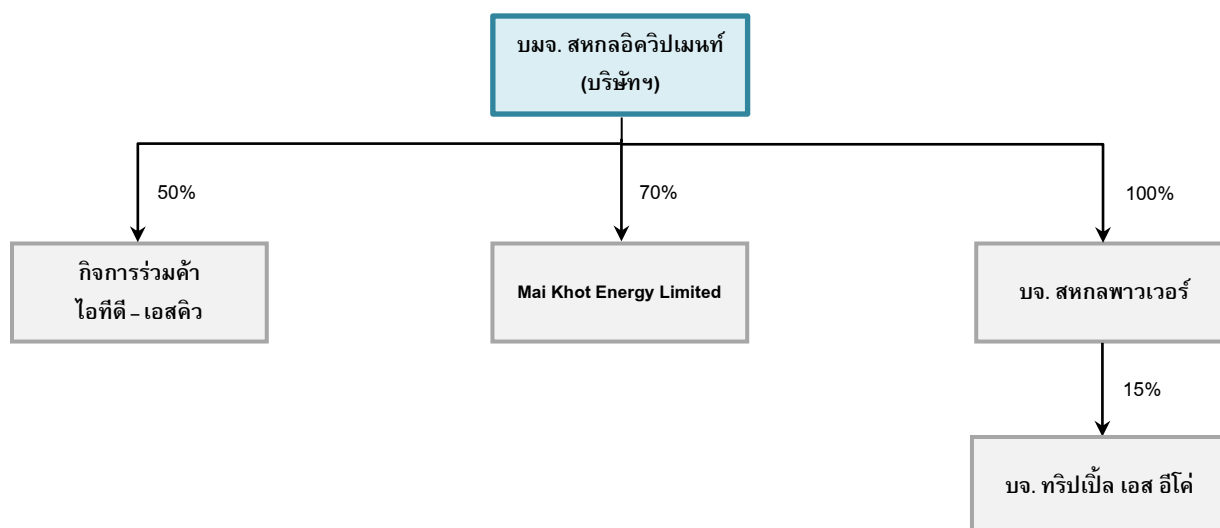 บมจ. สหกลอิควิปเมนท์
(บริษัทฯ)
50%
70%
100%
กิจการร่วมค้า
ไอทีดี – เอสคิว
Mai Khot Energy Limited
บจ. สหกลพาวเวอร์
15%
บจ. ทริปเปิ้ล เอส อีโค่